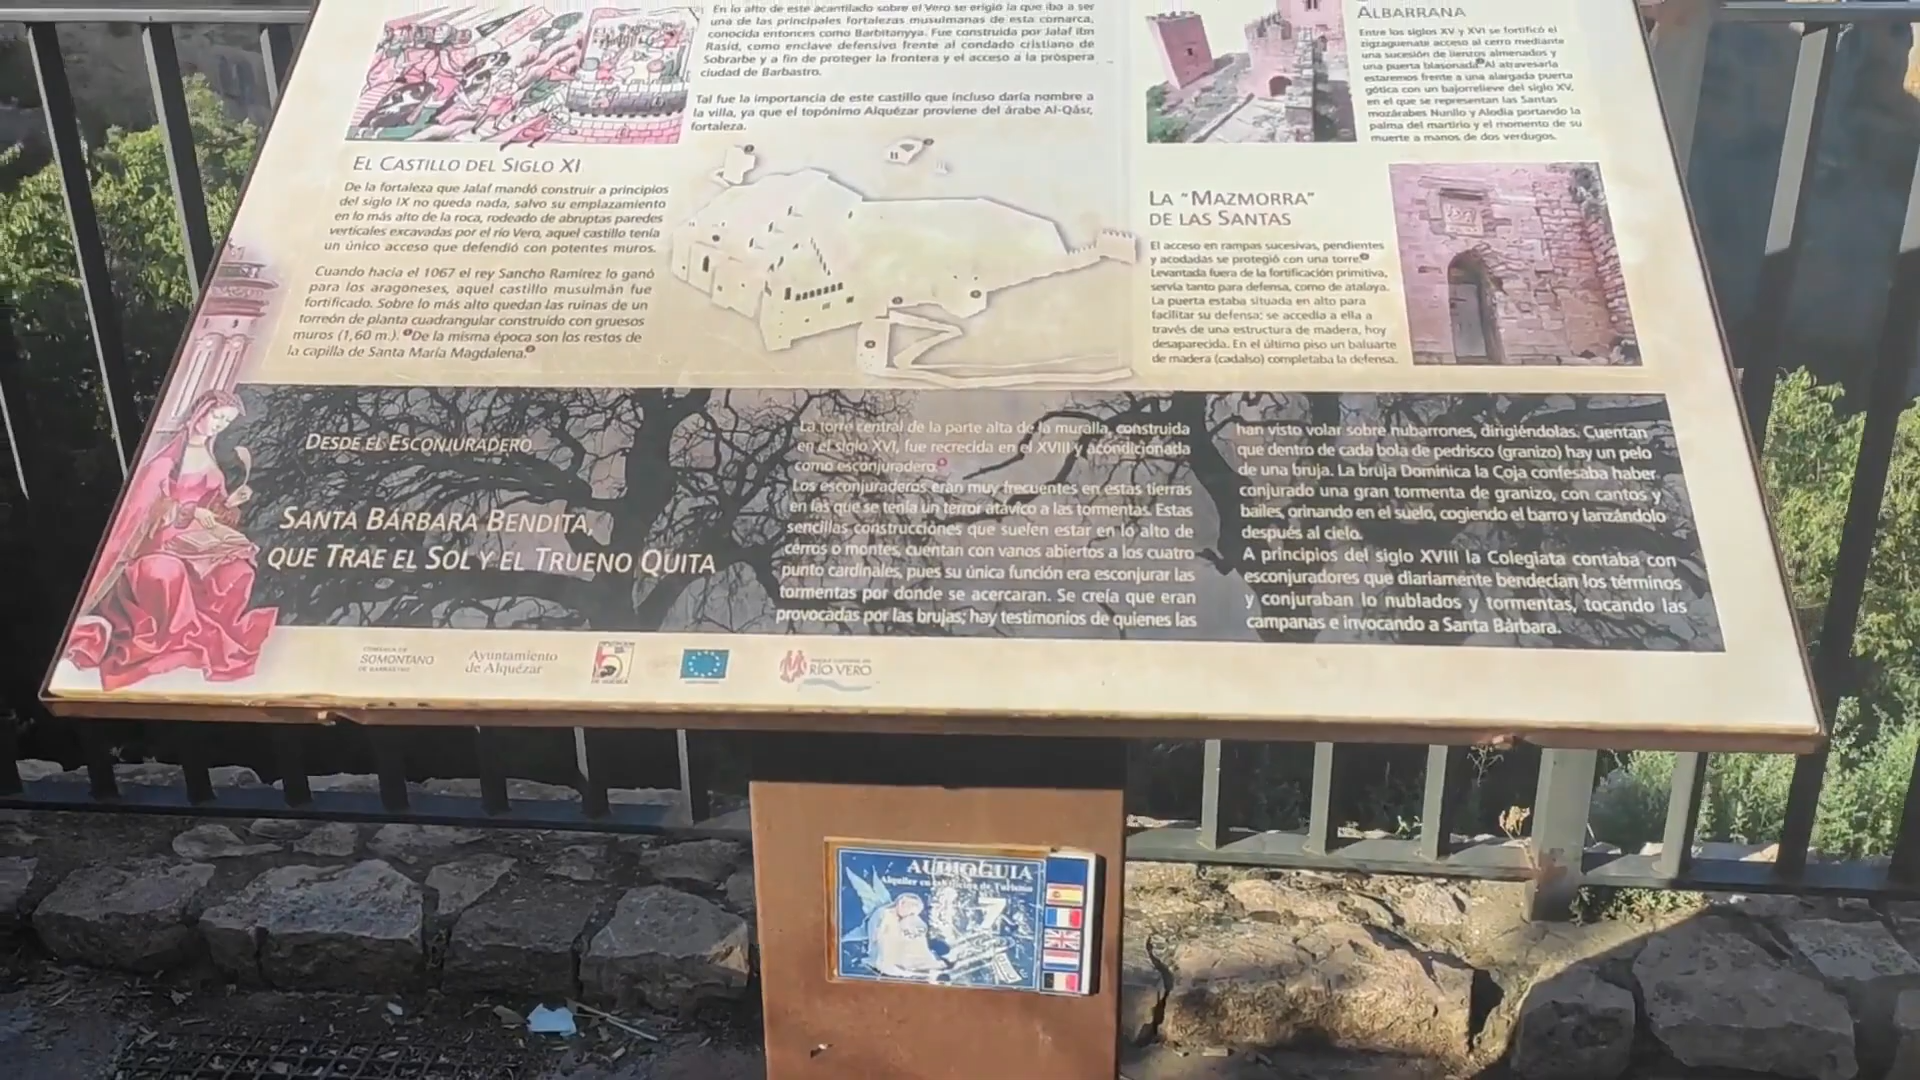 En lo alto de este acantilado sobre el Vero se erigió la que iba a ser
una de las principales fortalezas musulmanas de esta comarca,
conocida entonces como Barbitanyya. Fue construida por Jalaf ibn
Rasid, como enclave defensivo frente al condado cristiano de
Sobrarbe y a fin de proteger la frontera y el acceso a la próspera
ciudad de Barbastro.
Tal fue la importancia de este castillo que incluso daría nombre a
la villa, ya que el topónimo Alquézar proviene del árabe Al-Qâsr,
fortaleza.
EL CASTILLO DEL SIGLO XI
De la fortaleza que Jalaf mandó construir a principios
del siglo IX no queda nada, salvo su emplazamiento
en lo más alto de la roca, rodeado de abruptas paredes
verticales excavadas por el río Vero, aquel castillo tenía
un único acceso que defendió con potentes muros.
Cuando hacia el 1067 el rey Sancho Ramírez lo ganó
para los aragoneses, aquel castillo musulmán fue
fortificado. Sobre lo más alto quedan las ruinas de un
torreón de planta cuadrangular construido con gruesos
muros (1,60 m.). De la misma época son los restos de
la capilla de Santa María Magdalena.
ALBARRANA
Entre los siglos XV y XVI se fortificó el
zigzagueante acceso al cerro mediante
una sucesión de lienzos almenados y
una puerta blasonada. Al atravesarla
estaremos frente a una alargada puerta
gótica con un bajorrelieve del siglo XV,
en el que se representan las Santas
mozárabes Nunilo y Alodia portando la
palma del martirio y el momento de su
muerte a manos de dos verdugos.
LA "MAZMORRA"
DE LAS SANTAS
El acceso en rampas sucesivas, pendientes
y acodadas se protegió con una torre.
Levantada fuera de la fortificación primitiva,
servía tanto para defensa, como de atalaya.
La puerta estaba situada en alto para
facilitar su defensa: se accedía a ella a
través de una estructura de madera, hoy
desaparecida. En el último piso un baluarte
de madera (cadalso) completaba la defensa.
DESDE EL ESCONJURADERO
SANTA BÁRBARA BENDITA,
QUE TRAE EL SOL Y EL TRUENO QUITA
La torre central de la parte alta de la muralla, construida
en el siglo XVI, fue recrecida en el XVIII y acondicionada
como esconjuradero.
Los esconjuraderos eran muy frecuentes en estas tierras
en las que se tenía un terror atávico a las tormentas. Estas
sencillas construcciones que suelen estar en lo alto de
cerros o montes, cuentan con vanos abiertos a los cuatro
punto cardinales, pues su única función era esconjurar las
tormentas por donde se acercaran. Se creía que eran
provocadas por las brujas; hay testimonios de quienes las
han visto volar sobre nubarrones, dirigiéndolas. Cuentan
que dentro de cada bola de pedrisco (granizo) hay un pelo
de una bruja. La bruja Dominica la Coja confesaba haber
conjurado una gran tormenta de granizo, con cantos y
bailes, orinando en el suelo, cogiendo el barro y lanzándolo
después al cielo.
A principios del siglo XVIII la Colegiata contaba con
esconjuradores que diariamente bendecían los términos
y conjuraban lo nublados y tormentas, tocando las
campanas e invocando a Santa Bárbara.
COMARCA DE
SOMONTANO
DE BARBASTRO
Ayuntamiento
de Alquézar
DE HUESCA
RÍO VERO
AUDIOGUIA
Alquiler en Oficina de Turismo
7